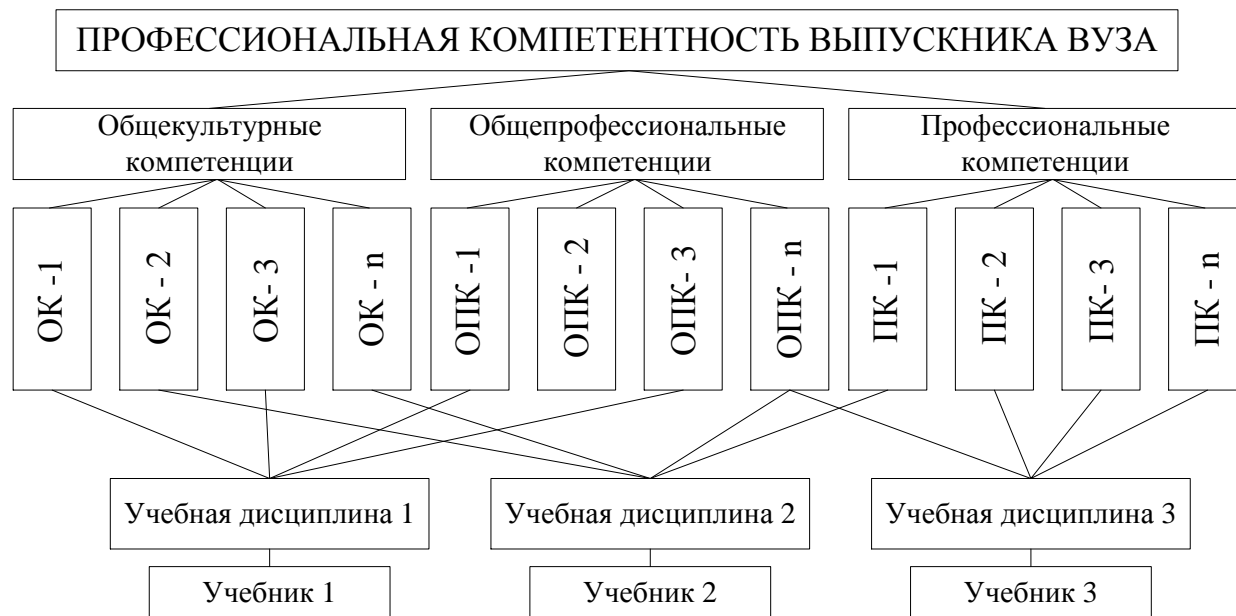 ПРОФЕССИОНАЛЬНАЯ КОМПЕТЕНТНОСТЬ ВЫПУСКНИКА ВУЗА
Общекультурные
компетенции
Общепрофессиональные
компетенции
Профессиональные
компетенции
ОК -1
ОК - 2
ОК- 3
ОК - n
ОПК -1
ОПК - 2
ОПК- 3
ОПК - n
ПК -1
ПК - 2
ПК- 3
ПК - n
Учебная дисциплина 1
Учебная дисциплина 2
Учебная дисциплина 3
Учебник 1
Учебник 2
Учебник 3